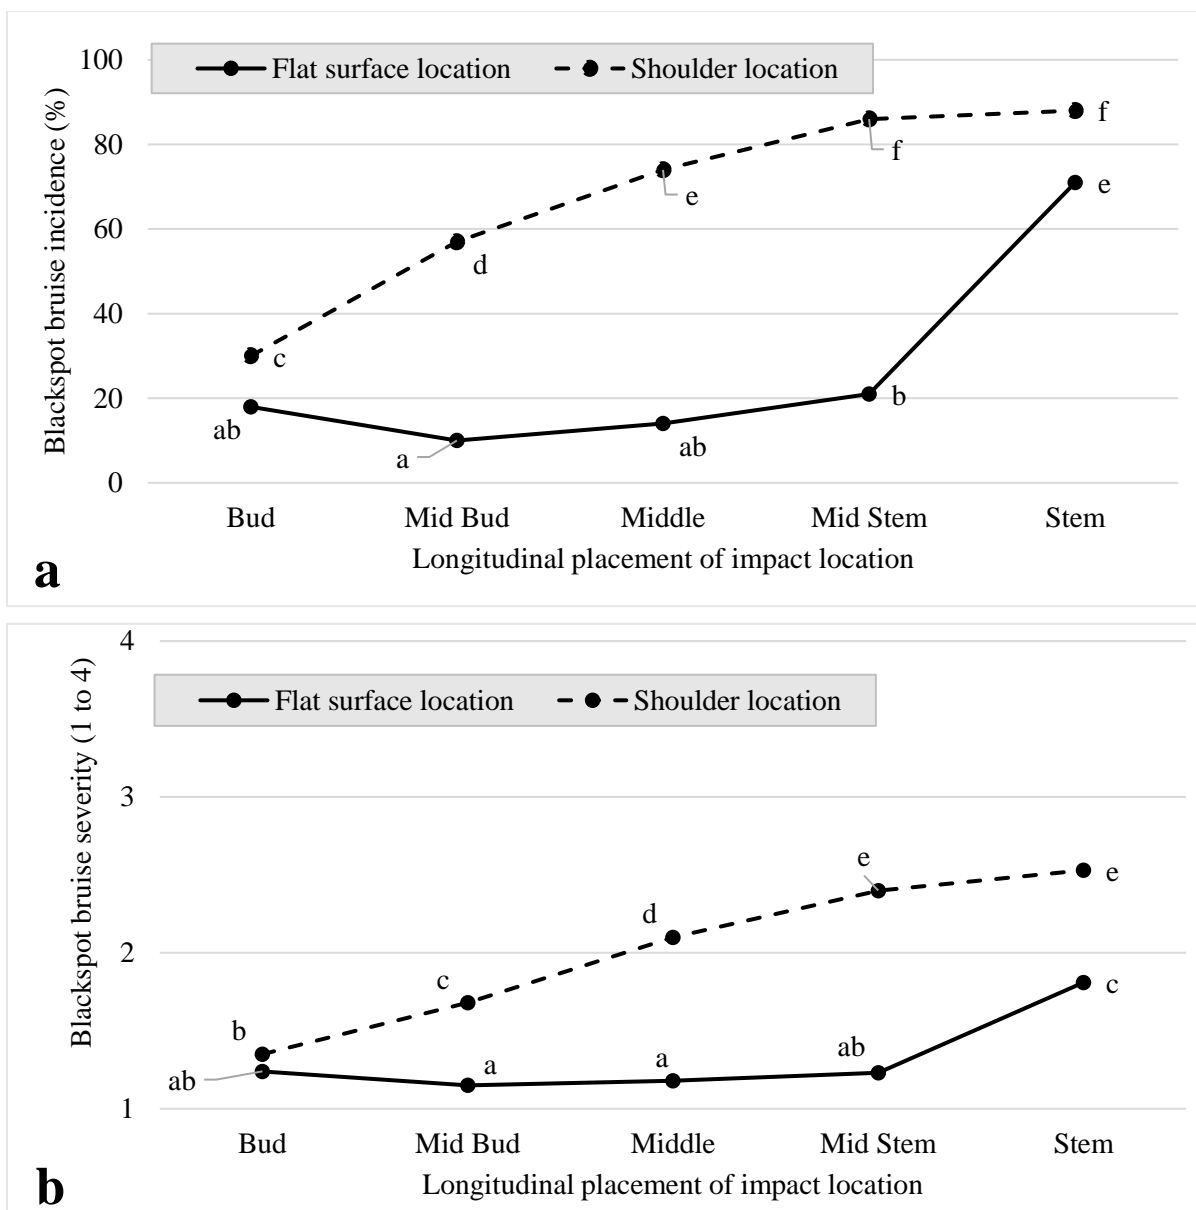 100
80
60
40
20
0
Blackspot bruise incidence (%)
Flat surface location
Shoulder location
c
d
e
f
f
ab
a
ab
b
e
Bud
Mid Bud
Middle
Mid Stem
Stem
Longitudinal placement of impact location
a
4
3
2
1
Blackspot bruise severity (1 to 4)
Flat surface location
Shoulder location
b
c
d
e
e
ab
a
a
ab
c
Bud
Mid Bud
Middle
Mid Stem
Stem
Longitudinal placement of impact location
b